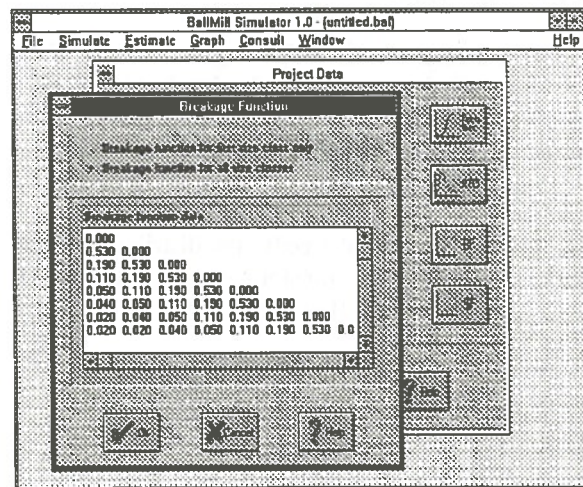 BallMill Simulator 1.0 - (untitled.bal)
File Simulate Estimate Graph Consult Window Help
Project Data
Breakage Function
Breakage function for first size class only
Breakage function for all size classes
Breakage function data
0.000
0.530 0.000
0.190 0.530 0.000
0.110 0.190 0.530 0.000
0.050 0.110 0.190 0.530 0.000
0.040 0.050 0.110 0.190 0.530 0.000
0.020 0.040 0.050 0.110 0.190 0.530 0.000
0.020 0.020 0.040 0.050 0.110 0.190 0.530 0.0
Ok Cancel Help
Help